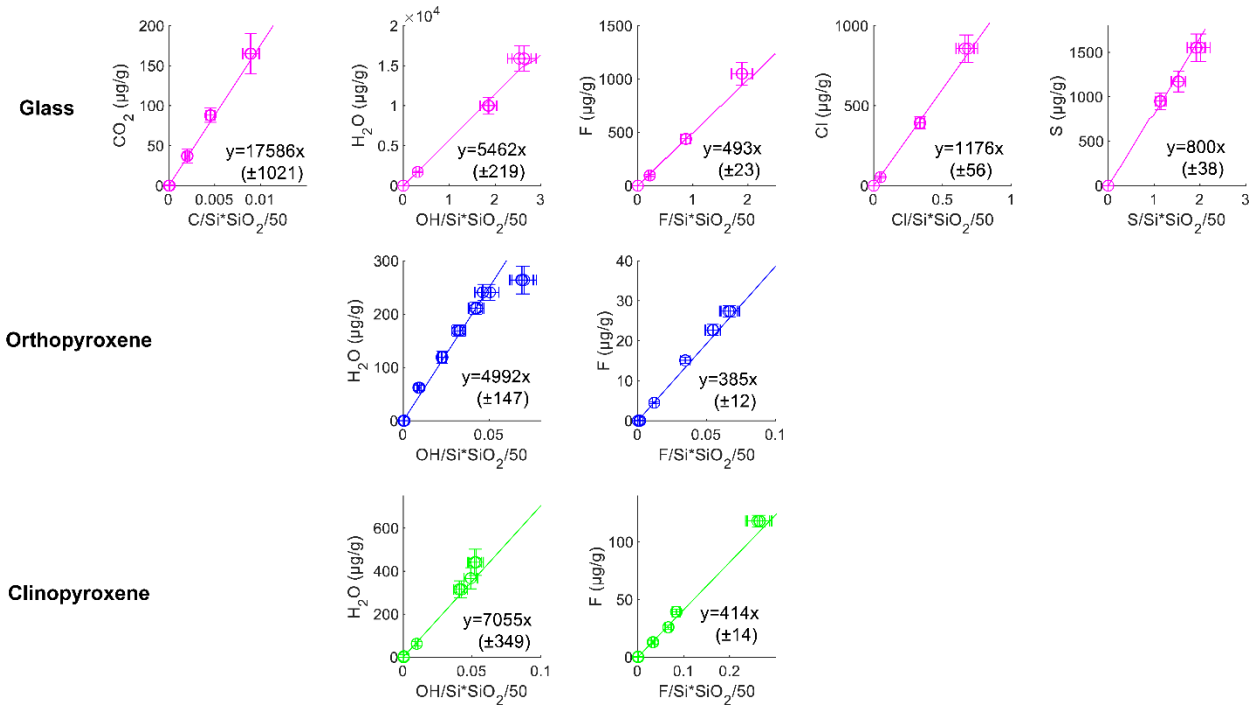 Glass
CO2 (µg/g)
200
150
100
50
0
0 0.005 0.01
C/Si*SiO2/50
y=17586x
(±1021)
H2O (µg/g)
×10^4
2
1.5
1
0.5
0
0 1 2 3
OH/Si*SiO2/50
y=5462x
(±219)
F (µg/g)
1500
1000
500
0
0 1 2
F/Si*SiO2/50
y=493x
(±23)
Cl (µg/g)
1000
500
0
0 0.5 1
Cl/Si*SiO2/50
y=1176x
(±56)
S (µg/g)
1500
1000
500
0
0 1 2 3
S/Si*SiO2/50
y=800x
(±38)
Orthopyroxene
H2O (µg/g)
300
200
100
0
0 0.05
OH/Si*SiO2/50
y=4992x
(±147)
F (µg/g)
40
30
20
10
0
0 0.05 0.1
F/Si*SiO2/50
y=385x
(±12)
Clinopyroxene
H2O (µg/g)
600
400
200
0
0 0.05 0.1
OH/Si*SiO2/50
y=7055x
(±349)
F (µg/g)
100
50
0
0 0.1 0.2
F/Si*SiO2/50
y=414x
(±14)